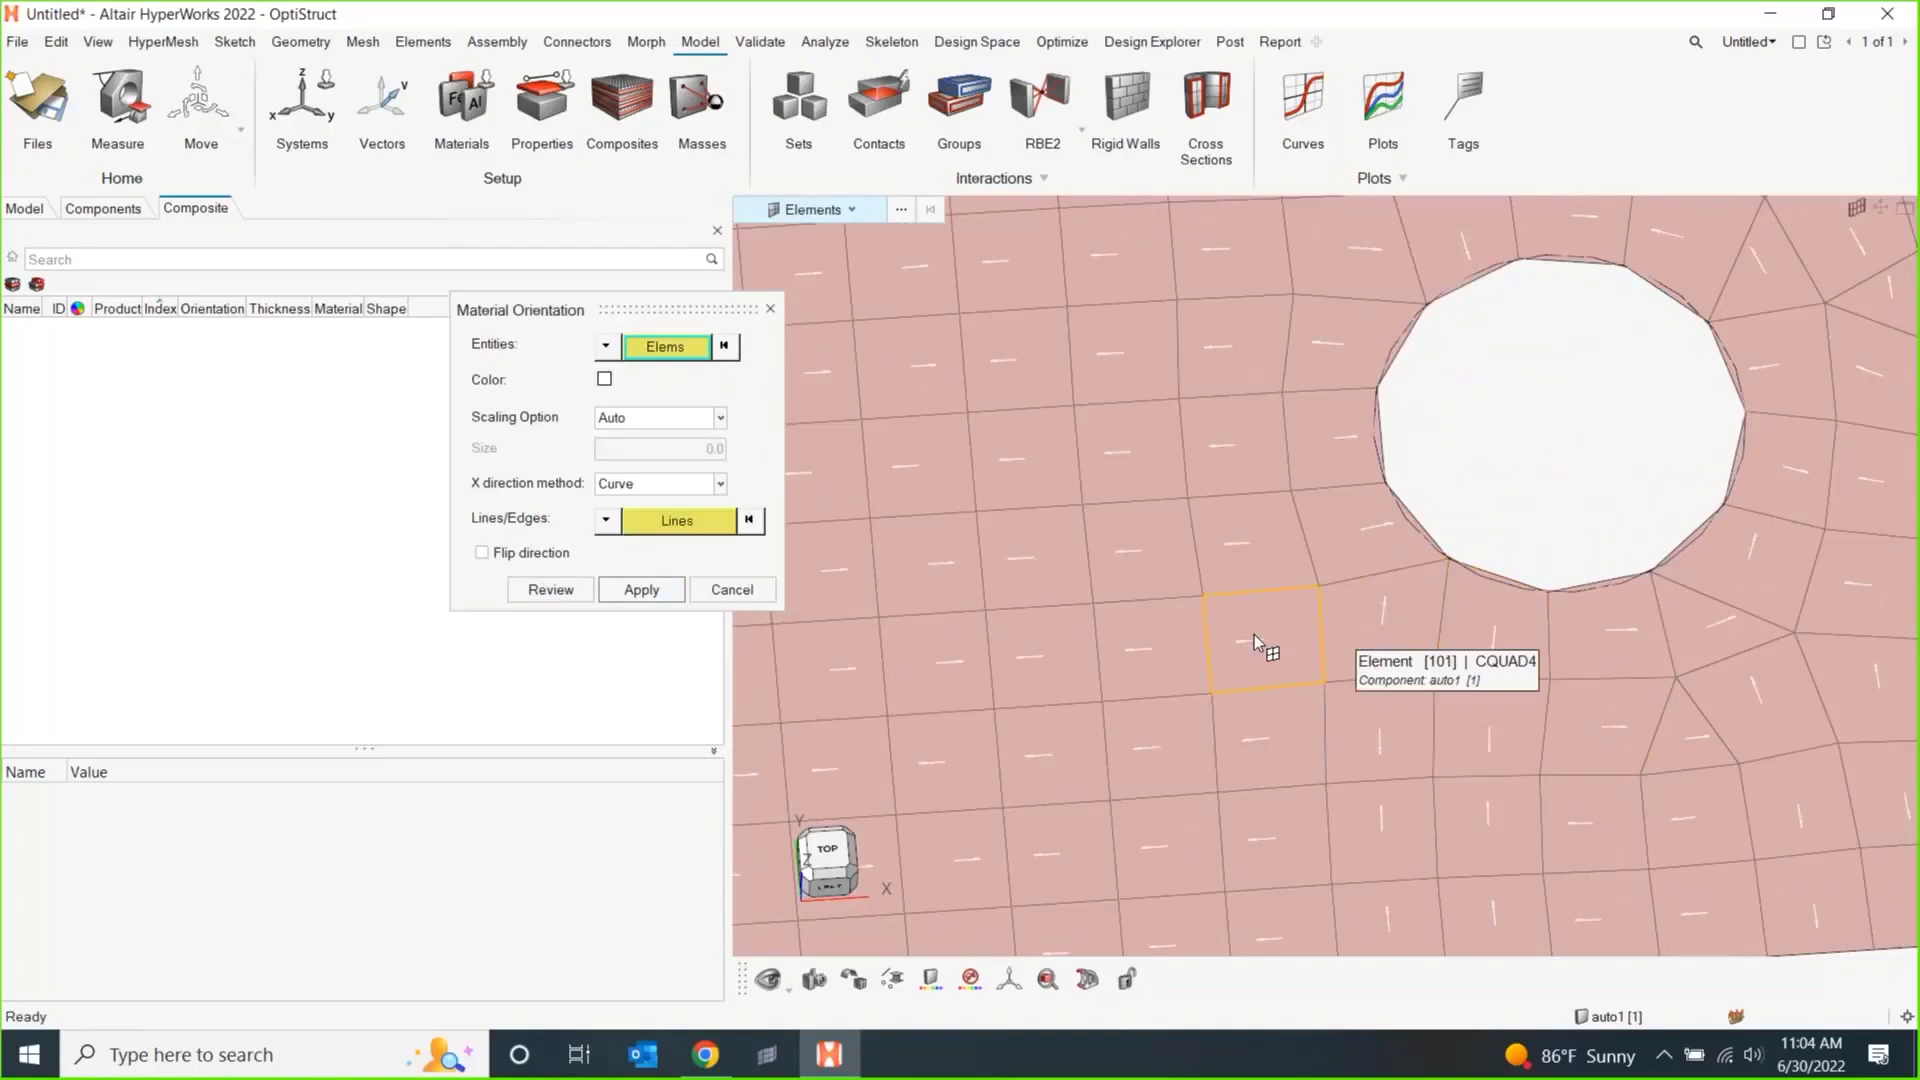 Untitled* - Altair HyperWorks 2022 - OptiStruct
File Edit View HyperMesh Sketch Geometry Mesh Elements Assembly Connectors Morph Model Validate Analyze Skeleton Design Space Optimize Design Explorer Post Report Untitled 1 of 1
Fe Al
z x y v
Files Measure Move Systems Vectors Materials Properties Composites Masses Sets Contacts Groups RBE2 Rigid Walls Cross Sections Curves Plots Tags
Home Setup Interactions Plots
Model Components Composite
Elements
Search
Name ID Product Index Orientation Thickness Material Shape
Material Orientation
Entities: Elems
Color:
Scaling Option Auto
Size 0.0
X direction method: Curve
Lines/Edges: Lines
Flip direction
Review Apply Cancel
Element [101] | CQUAD4
Component: auto1 [1]
Name Value
Y
TOP
Z
X
Ready
auto1 [1]
Type here to search
86°F Sunny
11:04 AM
6/30/2022